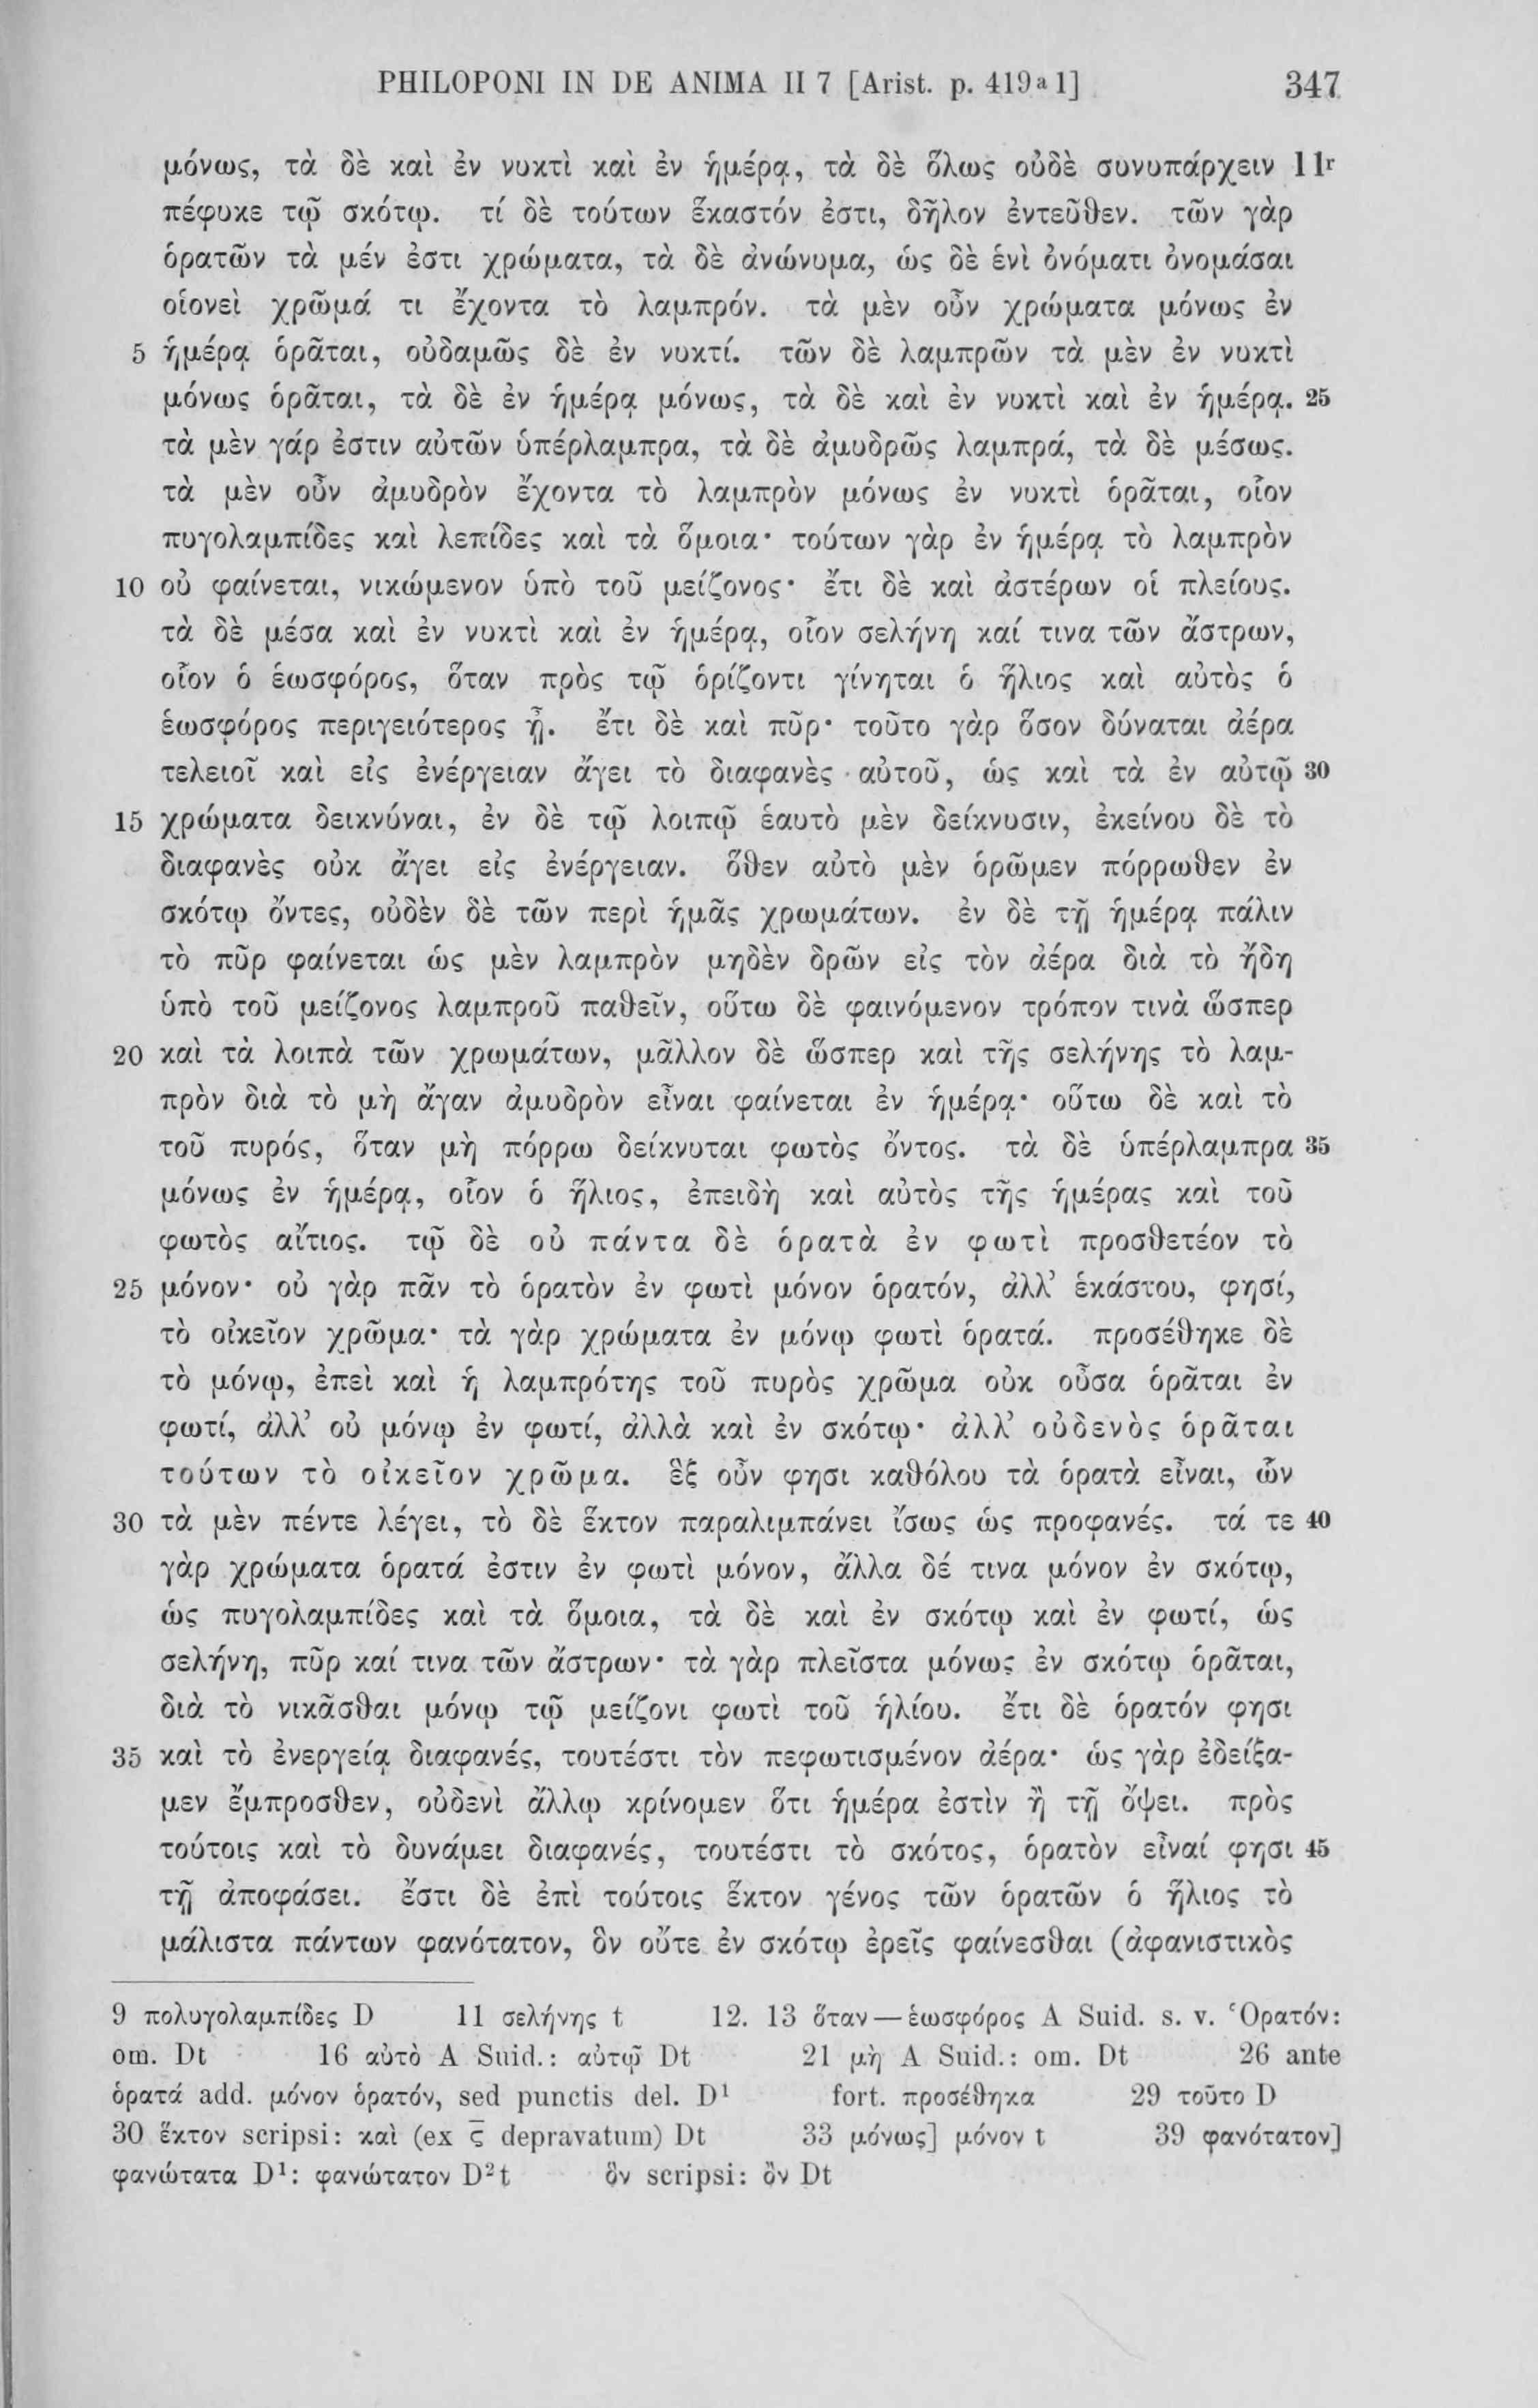 PHILOPONI IN DE ANIMA II 7 [Arist. p. 419a1] 347
μόνως, τὰ δὲ καὶ ἐν νυκτὶ καὶ ἐν ἡμέρᾳ, τὰ δὲ ὅλως οὐδὲ συνυπάρχειν 11r
πέφυκε τῷ σκότῳ. τί δὲ τούτων ἕκαστόν ἐστι, δῆλον ἐντεῦθεν. τῶν γὰρ
ὁρατῶν τὰ μέν ἐστι χρώματα, τὰ δὲ ἀνώνυμα, ὡς δὲ ἑνὶ ὀνόματι ὀνομάσαι
οἱονεὶ χρῶμά τι ἔχοντα τὸ λαμπρόν. τὰ μὲν οὖν χρώματα μόνως ἐν
5 ἡμέρᾳ ὁρᾶται, οὐδαμῶς δὲ ἐν νυκτί. τῶν δὲ λαμπρῶν τὰ μὲν ἐν νυκτὶ
μόνως ὁρᾶται, τὰ δὲ ἐν ἡμέρᾳ μόνως, τὰ δὲ καὶ ἐν νυκτὶ καὶ ἐν ἡμέρᾳ. 25
τὰ μὲν γάρ ἐστιν αὐτῶν ὑπέρλαμπρα, τὰ δὲ ἀμυδρῶς λαμπρά, τὰ δὲ μέσως.
τὰ μὲν οὖν ἀμυδρὸν ἔχοντα τὸ λαμπρὸν μόνως ἐν νυκτὶ ὁρᾶται, οἷον
πυγολαμπίδες καὶ λεπίδες καὶ τὰ ὅμοια· τούτων γὰρ ἐν ἡμέρᾳ τὸ λαμπρὸν
10 οὐ φαίνεται, νικώμενον ὑπὸ τοῦ μείζονος· ἔτι δὲ καὶ ἀστέρων οἱ πλείους.
τὰ δὲ μέσα καὶ ἐν νυκτὶ καὶ ἐν ἡμέρᾳ, οἷον σελήνη καί τινα τῶν ἄστρων,
οἷον ὁ ἑωσφόρος, ὅταν πρὸς τῷ ὁρίζοντι γίνηται ὁ ἥλιος καὶ αὐτὸς ὁ
ἑωσφόρος περιγειότερος ᾖ. ἔτι δὲ καὶ πῦρ· τοῦτο γὰρ ὅσον δύναται ἀέρα
τελειοῖ καὶ εἰς ἐνέργειαν ἄγει τὸ διαφανὲς αὐτοῦ, ὡς καὶ τὰ ἐν αὐτῷ 30
15 χρώματα δεικνύναι, ἐν δὲ τῷ λοιπῷ ἑαυτὸ μὲν δείκνυσιν, ἐκείνου δὲ τὸ
διαφανὲς οὐκ ἄγει εἰς ἐνέργειαν. ὅθεν αὐτὸ μὲν ὁρῶμεν πόρρωθεν ἐν
σκότῳ ὄντες, οὐδὲν δὲ τῶν περὶ ἡμᾶς χρωμάτων. ἐν δὲ τῇ ἡμέρᾳ πάλιν
τὸ πῦρ φαίνεται ὡς μὲν λαμπρὸν μηδὲν δρῶν εἰς τὸν ἀέρα διὰ τὸ ἤδη
ὑπὸ τοῦ μείζονος λαμπροῦ παθεῖν, οὕτω δὲ φαινόμενον τρόπον τινὰ ὥσπερ
20 καὶ τὰ λοιπὰ τῶν χρωμάτων, μᾶλλον δὲ ὥσπερ καὶ τῆς σελήνης τὸ λαμ-
πρὸν διὰ τὸ μὴ ἄγαν ἀμυδρὸν εἶναι φαίνεται ἐν ἡμέρᾳ· οὕτω δὲ καὶ τὸ
τοῦ πυρός, ὅταν μὴ πόρρω δείκνυται φωτὸς ὄντος. τὰ δὲ ὑπέρλαμπρα 35
μόνως ἐν ἡμέρᾳ, οἷον ὁ ἥλιος, ἐπειδὴ καὶ αὐτὸς τῆς ἡμέρας καὶ τοῦ
φωτὸς αἴτιος. τῷ δὲ οὐ πάντα δὲ ὁρατὰ ἐν φωτὶ προσθετέον τὸ
25 μόνον· οὐ γὰρ πᾶν τὸ ὁρατὸν ἐν φωτὶ μόνον ὁρατόν, ἀλλ’ ἑκάστου, φησί,
τὸ οἰκεῖον χρῶμα· τὰ γὰρ χρώματα ἐν μόνῳ φωτὶ ὁρατά. προσέθηκε δὲ
τὸ μόνῳ, ἐπεὶ καὶ ἡ λαμπρότης τοῦ πυρὸς χρῶμα οὐκ οὖσα ὁρᾶται ἐν
φωτί, ἀλλ’ οὐ μόνῳ ἐν φωτί, ἀλλὰ καὶ ἐν σκότῳ· ἀλλ’ οὐδενὸς ὁρᾶται
τούτων τὸ οἰκεῖον χρῶμα. ἓξ οὖν φησι καθόλου τὰ ὁρατὰ εἶναι, ὧν
30 τὰ μὲν πέντε λέγει, τὸ δὲ ἕκτον παραλιμπάνει ἴσως ὡς προφανές. τά τε 40
γὰρ χρώματα ὁρατά ἐστιν ἐν φωτὶ μόνον, ἄλλα δέ τινα μόνον ἐν σκότῳ,
ὡς πυγολαμπίδες καὶ τὰ ὅμοια, τὰ δὲ καὶ ἐν σκότῳ καὶ ἐν φωτί, ὡς
σελήνη, πῦρ καί τινα τῶν ἄστρων· τὰ γὰρ πλεῖστα μόνως ἐν σκότῳ ὁρᾶται,
διὰ τὸ νικᾶσθαι μόνῳ τῷ μείζονι φωτὶ τοῦ ἡλίου. ἔτι δὲ ὁρατόν φησι
35 καὶ τὸ ἐνεργείᾳ διαφανές, τουτέστι τὸν πεφωτισμένον ἀέρα· ὡς γὰρ ἐδείξα-
μεν ἔμπροσθεν, οὐδενὶ ἄλλῳ κρίνομεν ὅτι ἡμέρα ἐστὶν ἢ τῇ ὄψει. πρὸς
τούτοις καὶ τὸ δυνάμει διαφανές, τουτέστι τὸ σκότος, ὁρατὸν εἶναί φησι 45
τῇ ἀποφάσει. ἔστι δὲ ἐπὶ τούτοις ἕκτον γένος τῶν ὁρατῶν ὁ ἥλιος τὸ
μάλιστα πάντων φανότατον, ὃν οὔτε ἐν σκότῳ ἐρεῖς φαίνεσθαι (ἀφανιστικὸς
9 πολυγολαμπίδες D 11 σελήνης t 12. 13 ὅταν—ἑωσφόρος A Suid. s. v. Ὁρατόν:
om. Dt 16 αὐτὸ A Suid.: αὐτῷ Dt 21 μὴ A Suid.: om. Dt 26 ante
ὁρατά add. μόνον ὁρατόν, sed punctis del. D¹ fort. προσέθηκα 29 τοῦτο D
30 ἕκτον scripsi: καὶ (ex ς̄ depravatum) Dt 33 μόνως] μόνον t 39 φανότατον]
φανώτατα D¹: φανώτατον D²t ὃν scripsi: ὂν Dt